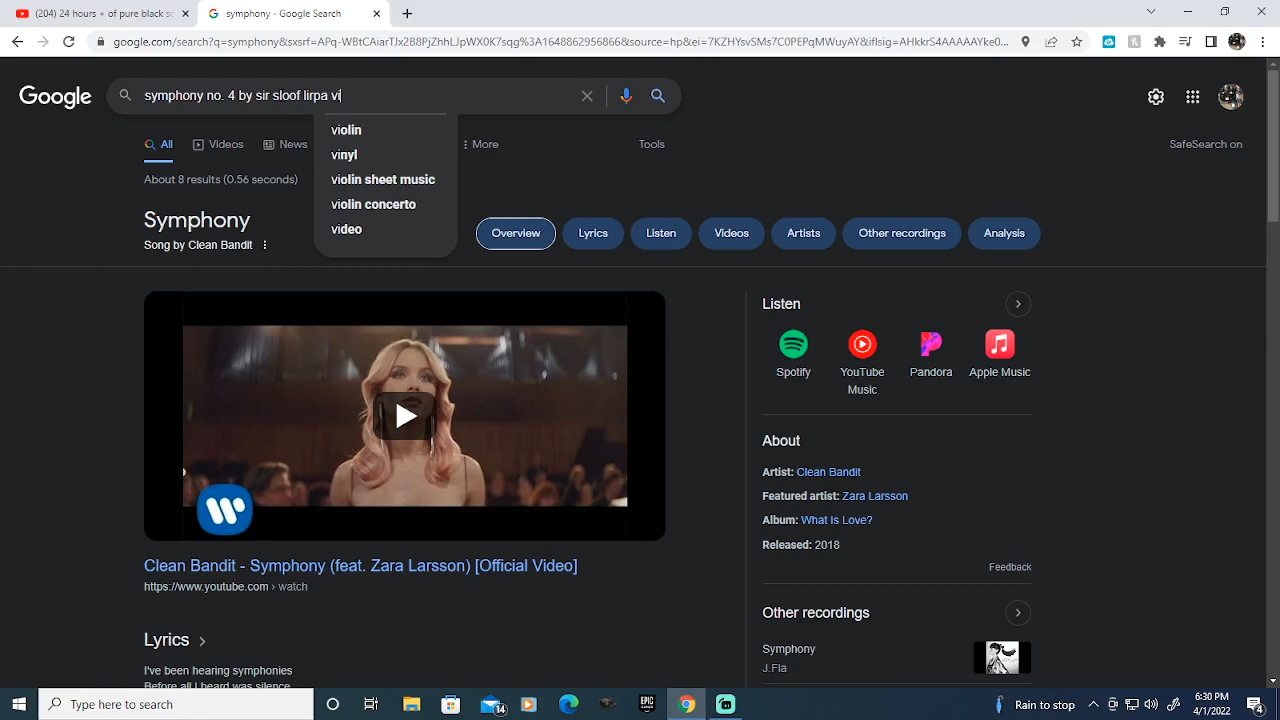 (204) 24 hours + of pure black sc
symphony - Google Search
google.com/search?q=symphony&sxsrf=APq-WBtCAiarTJx2B8PiZhhLJpWX0K7sqg%3A1648862956866&source=hp&ei=7KZHYsvSMs7C0PEPqMWuyAY&iflsig=AHkkrS4AAAAAYke0...
Google
symphony no. 4 by sir sloof lirpa vi
violin
vinyl
violin sheet music
violin concerto
video
All
Videos
News
More
Tools
SafeSearch on
About 8 results (0.56 seconds)
Symphony
Song by Clean Bandit
Overview
Lyrics
Listen
Videos
Artists
Other recordings
Analysis
Clean Bandit - Symphony (feat. Zara Larsson) [Official Video]
https://www.youtube.com › watch
Lyrics
I've been hearing symphonies
Before all I heard was silence
Listen
Spotify
YouTube Music
Pandora
Apple Music
About
Artist: Clean Bandit
Featured artist: Zara Larsson
Album: What Is Love?
Released: 2018
Feedback
Other recordings
Symphony
J.Fla
Type here to search
14
EPIC
Rain to stop
6:30 PM
4/1/2022
4